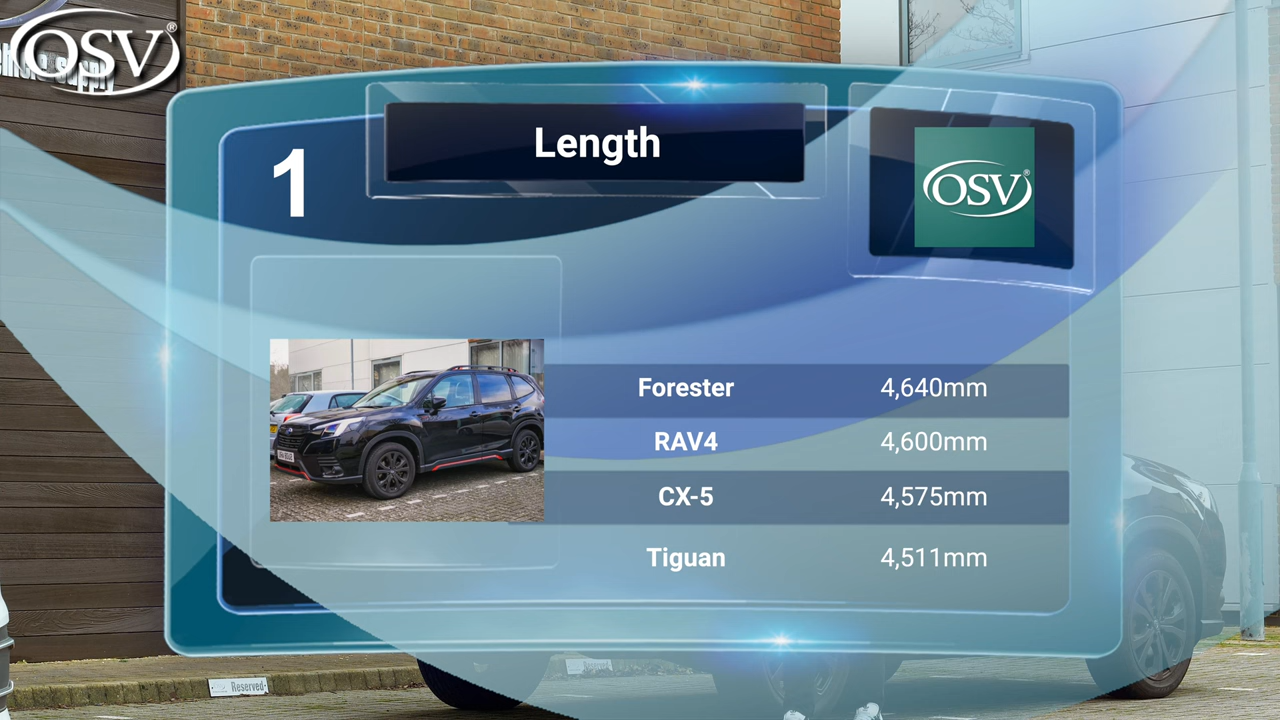 OSV®
1
Length
OSV®
Forester 4,640mm
RAV4 4,600mm
CX-5 4,575mm
Tiguan 4,511mm
Reserved